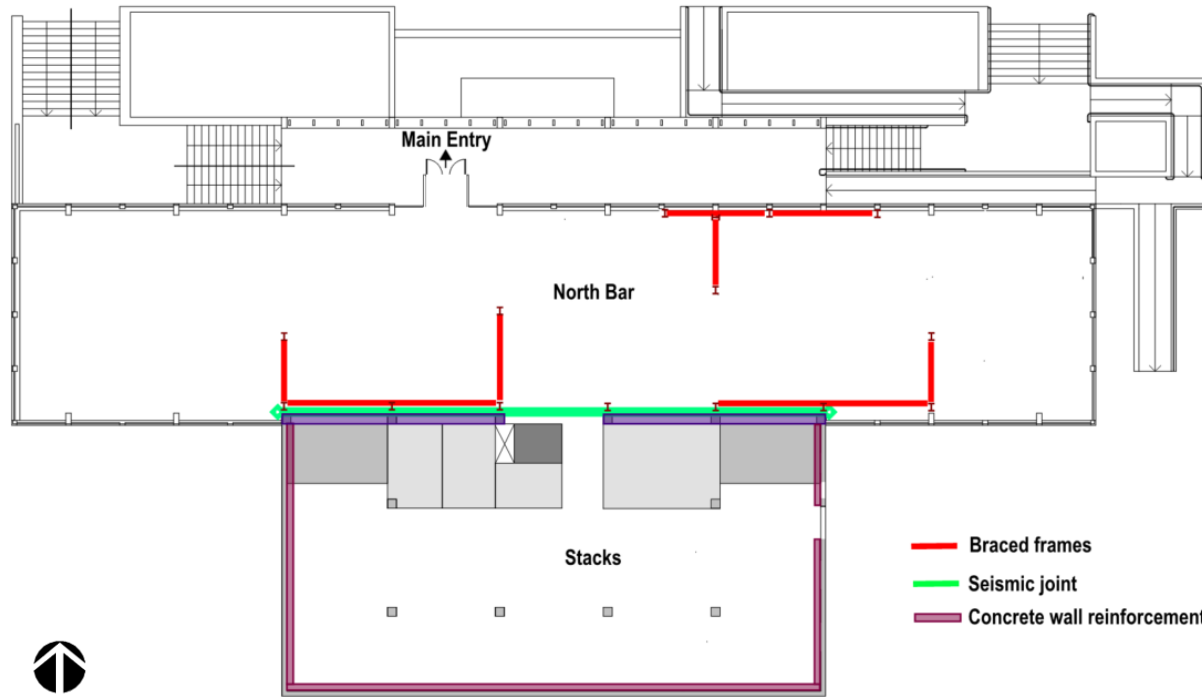 Main Entry
North Bar
Stacks
Braced frames
Seismic joint
Concrete wall reinforcement